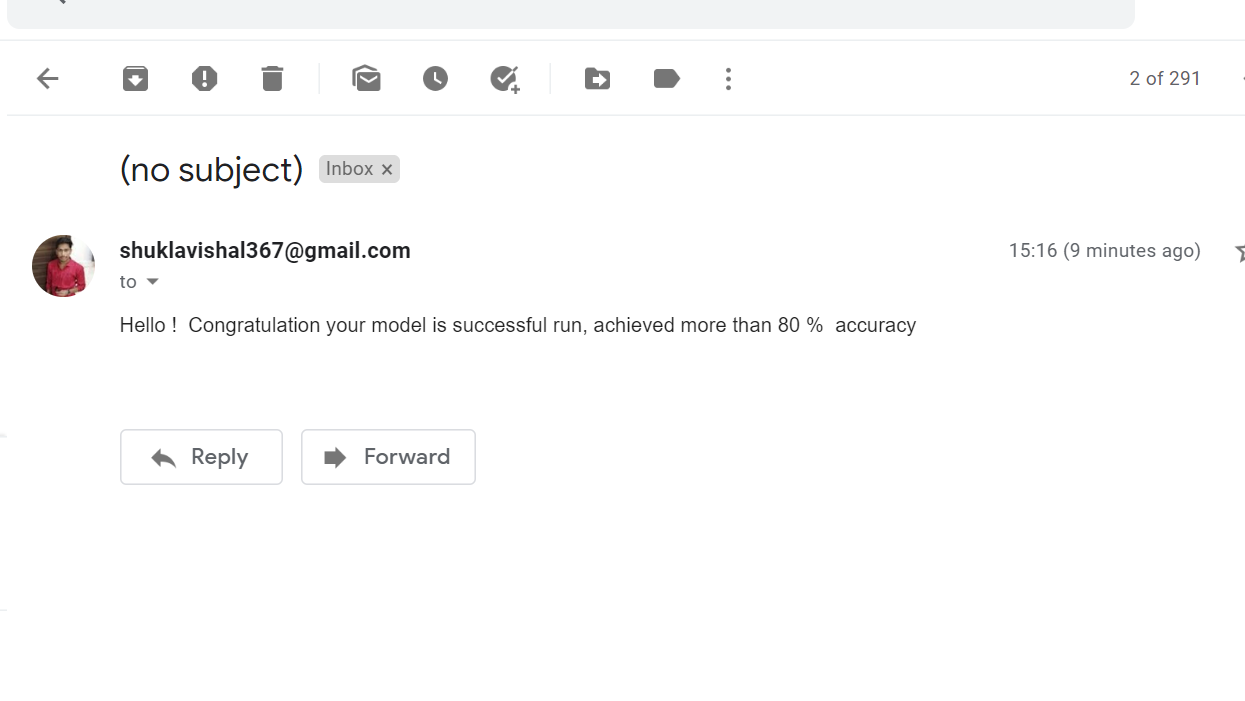 2 of 291
(no subject) Inbox ×
shuklavishal367@gmail.com 15:16 (9 minutes ago)
to
Hello !  Congratulation your model is successful run, achieved more than 80 %  accuracy
Reply Forward